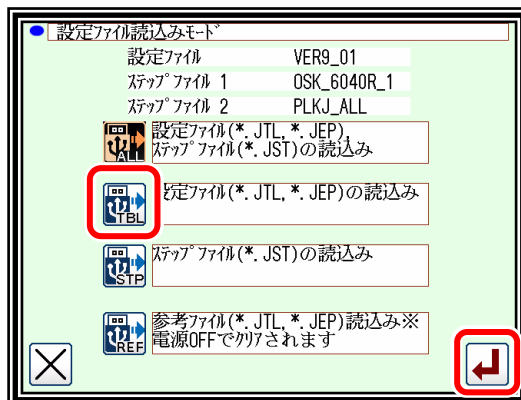 設定ﾌｧｲﾙ読込みﾓｰﾄﾞ
設定ﾌｧｲﾙ VER9_01
ｽﾃｯﾌﾟﾌｧｲﾙ 1 OSK_6040R_1
ｽﾃｯﾌﾟﾌｧｲﾙ 2 PLKJ_ALL
ALL
設定ﾌｧｲﾙ(*.JTL,*.JEP),
ｽﾃｯﾌﾟﾌｧｲﾙ(*.JST)の読込み
TBL
設定ﾌｧｲﾙ(*.JTL,*.JEP)の読込み
STP
ｽﾃｯﾌﾟﾌｧｲﾙ(*.JST)の読込み
REF
参考ﾌｧｲﾙ(*.JTL,*.JEP)読込み※
電源OFFでｸﾘｱされます